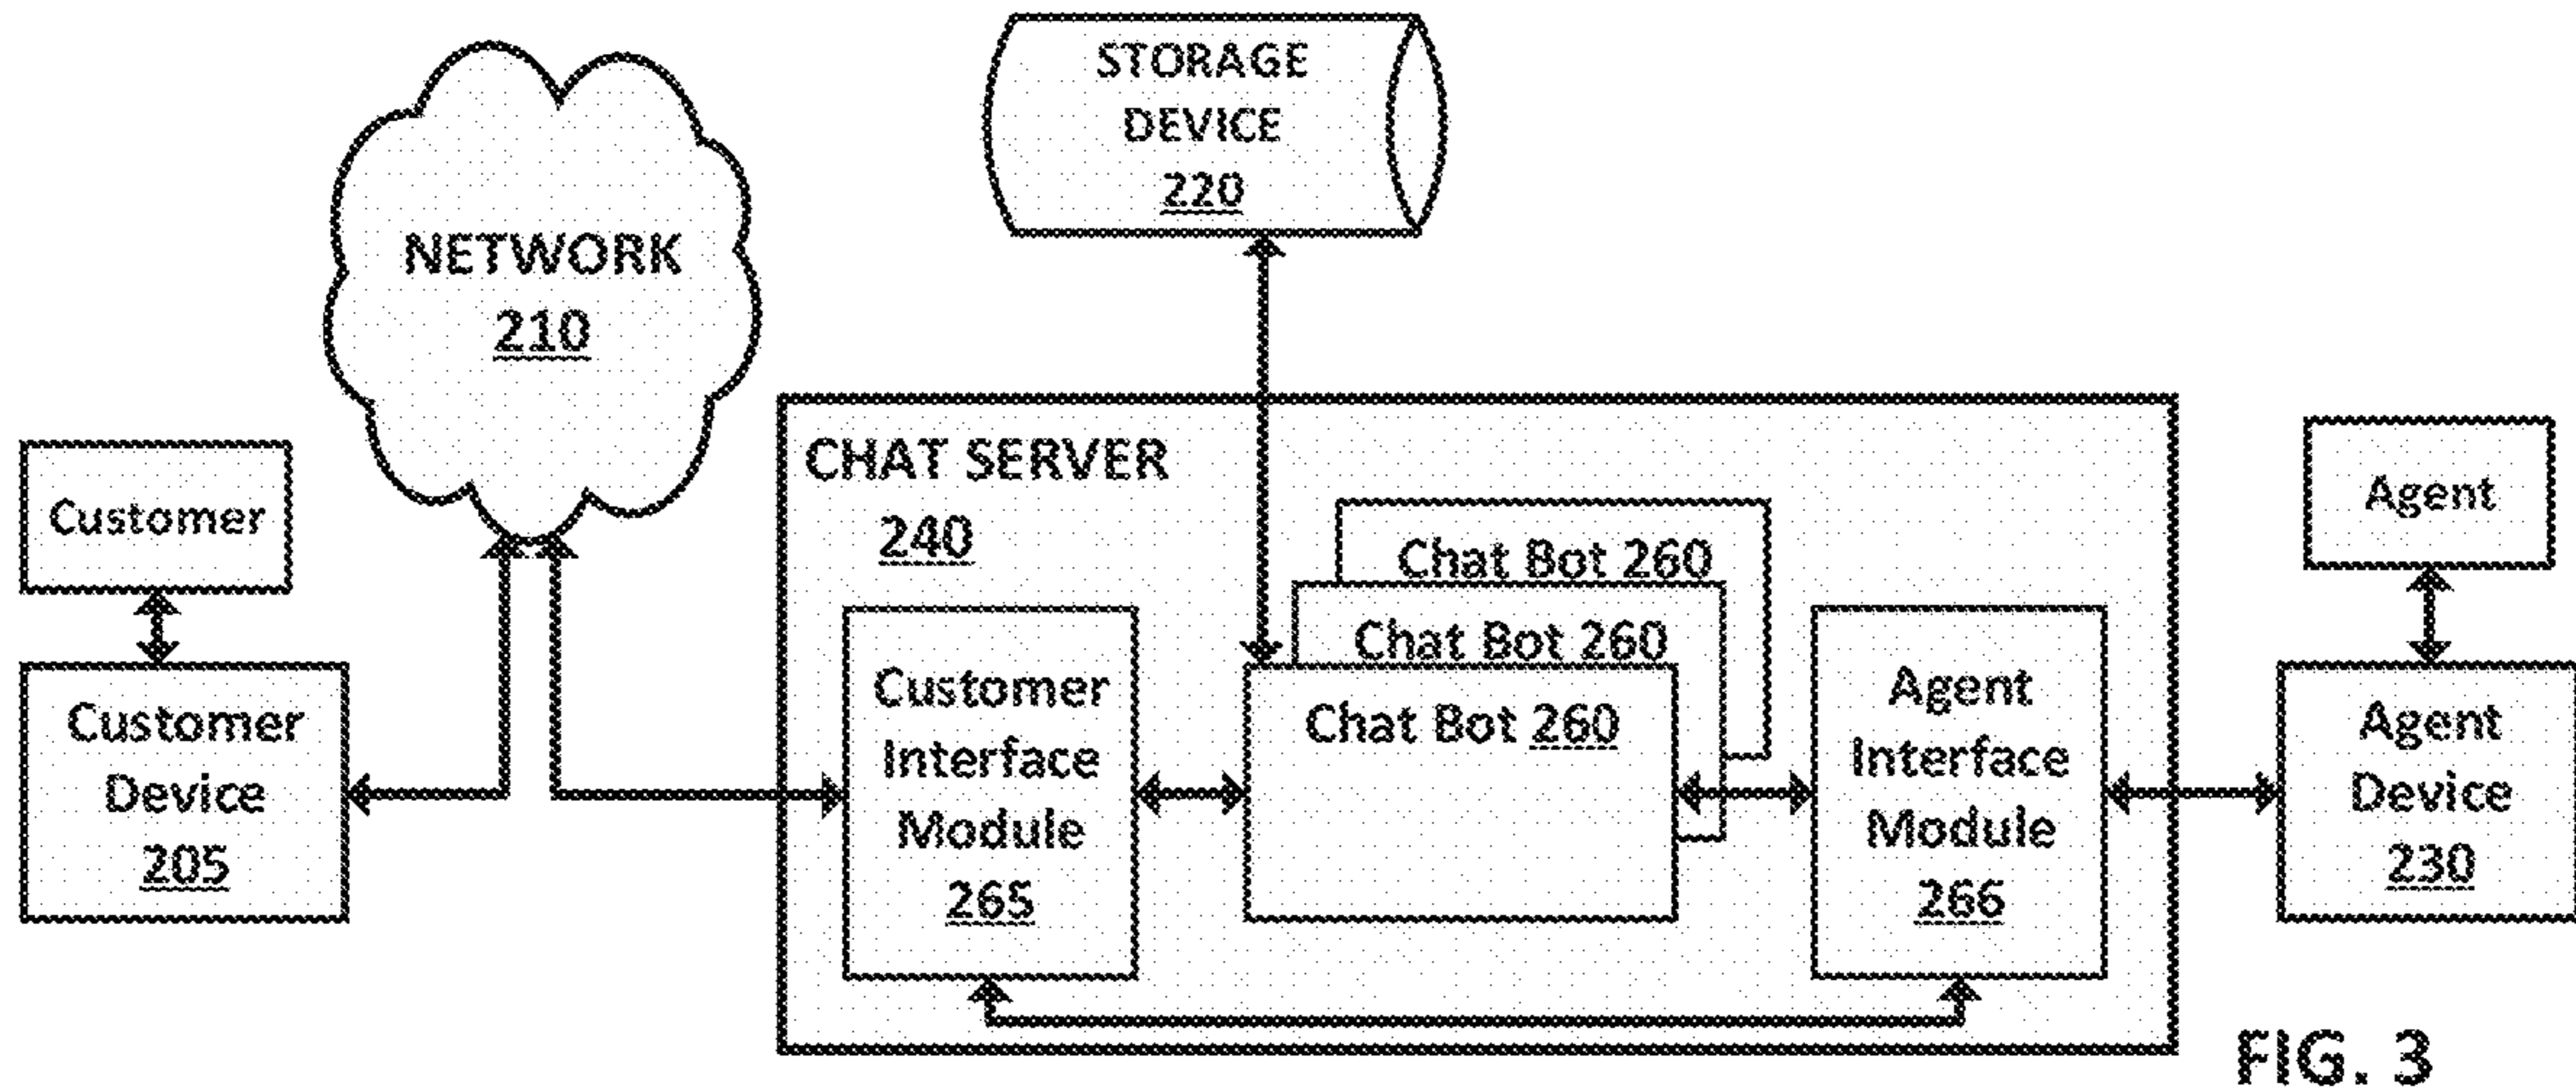 STORAGE
DEVICE
220
NETWORK
210
CHAT SERVER
240
Customer
Agent
Chat Bot 260
Chat Bot 260
Chat Bot 260
Customer
Device
205
Customer
Interface
Module
265
Agent
Interface
Module
266
Agent
Device
230
FIG. 3